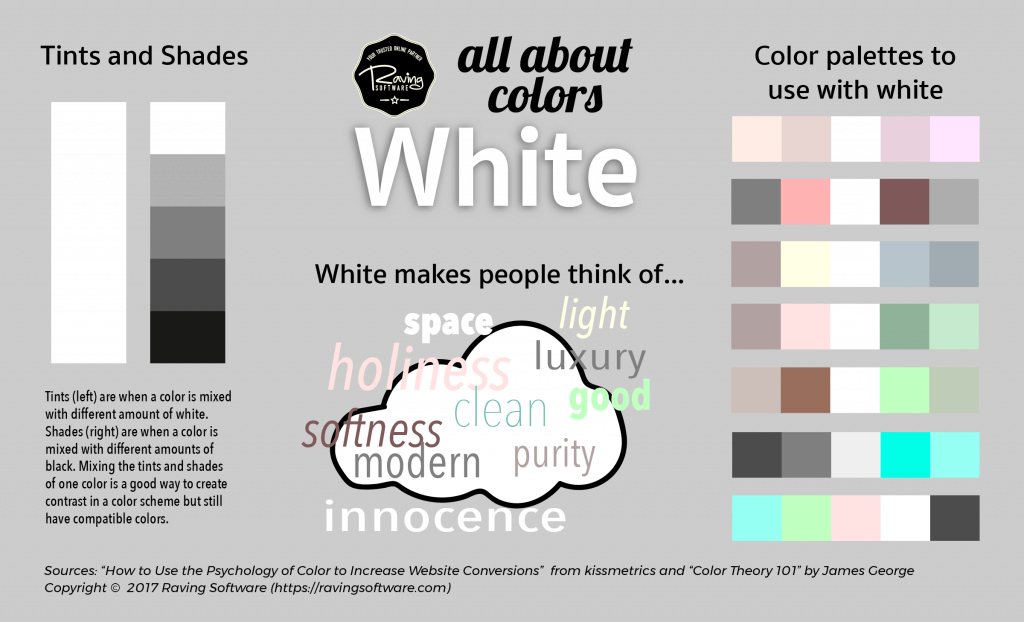 Tints and Shades
Tints (left) are when a color is mixed
with different amount of white.
Shades (right) are when a color is
mixed with different amounts of
black. Mixing the tints and shades
of one color is a good way to create
contrast in a color scheme but still
have compatible colors.
YOUR TRUSTED ONLINE PARTNER
Raving
SOFTWARE
all about
colors
White
White makes people think of...
space
light
holiness
luxury
clean
good
softness
modern
purity
innocence
Color palettes to
use with white
Sources: “How to Use the Psychology of Color to Increase Website Conversions” from kissmetrics and “Color Theory 101” by James George
Copyright © 2017 Raving Software (https://ravingsoftware.com)